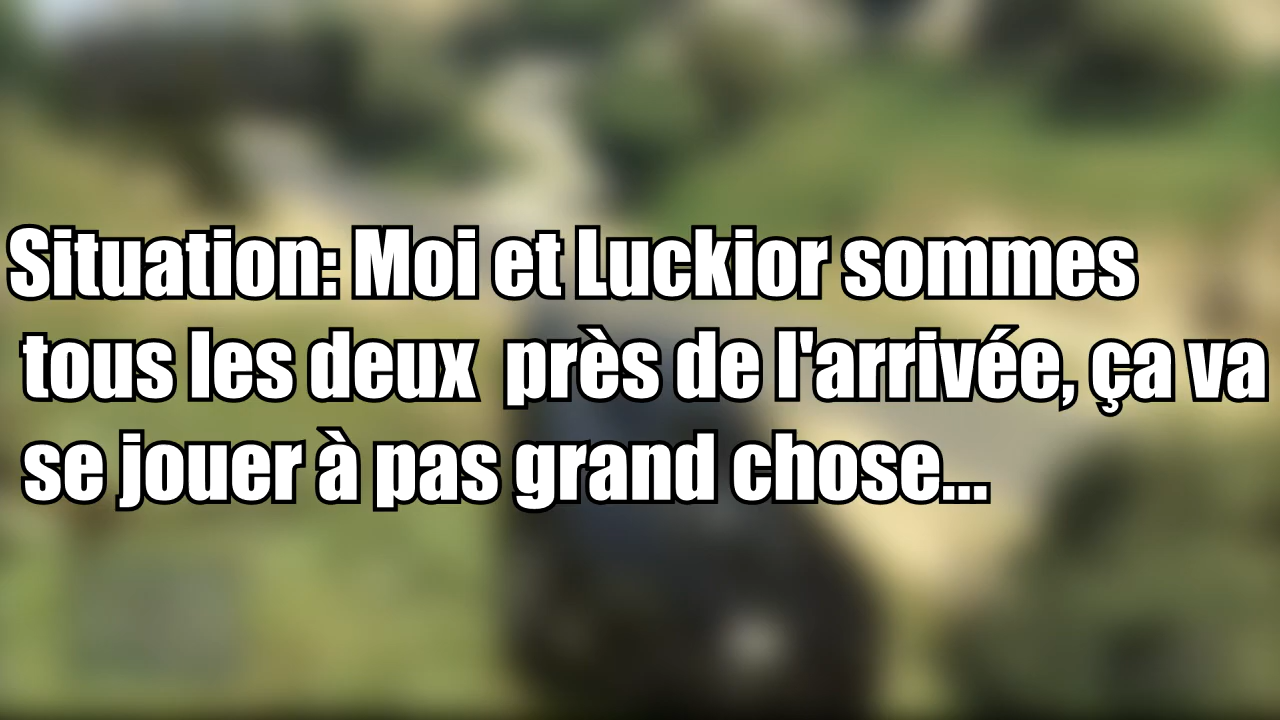 Situation: Moi et Luckior sommes
tous les deux  près de l'arrivée, ça va
se jouer à pas grand chose...